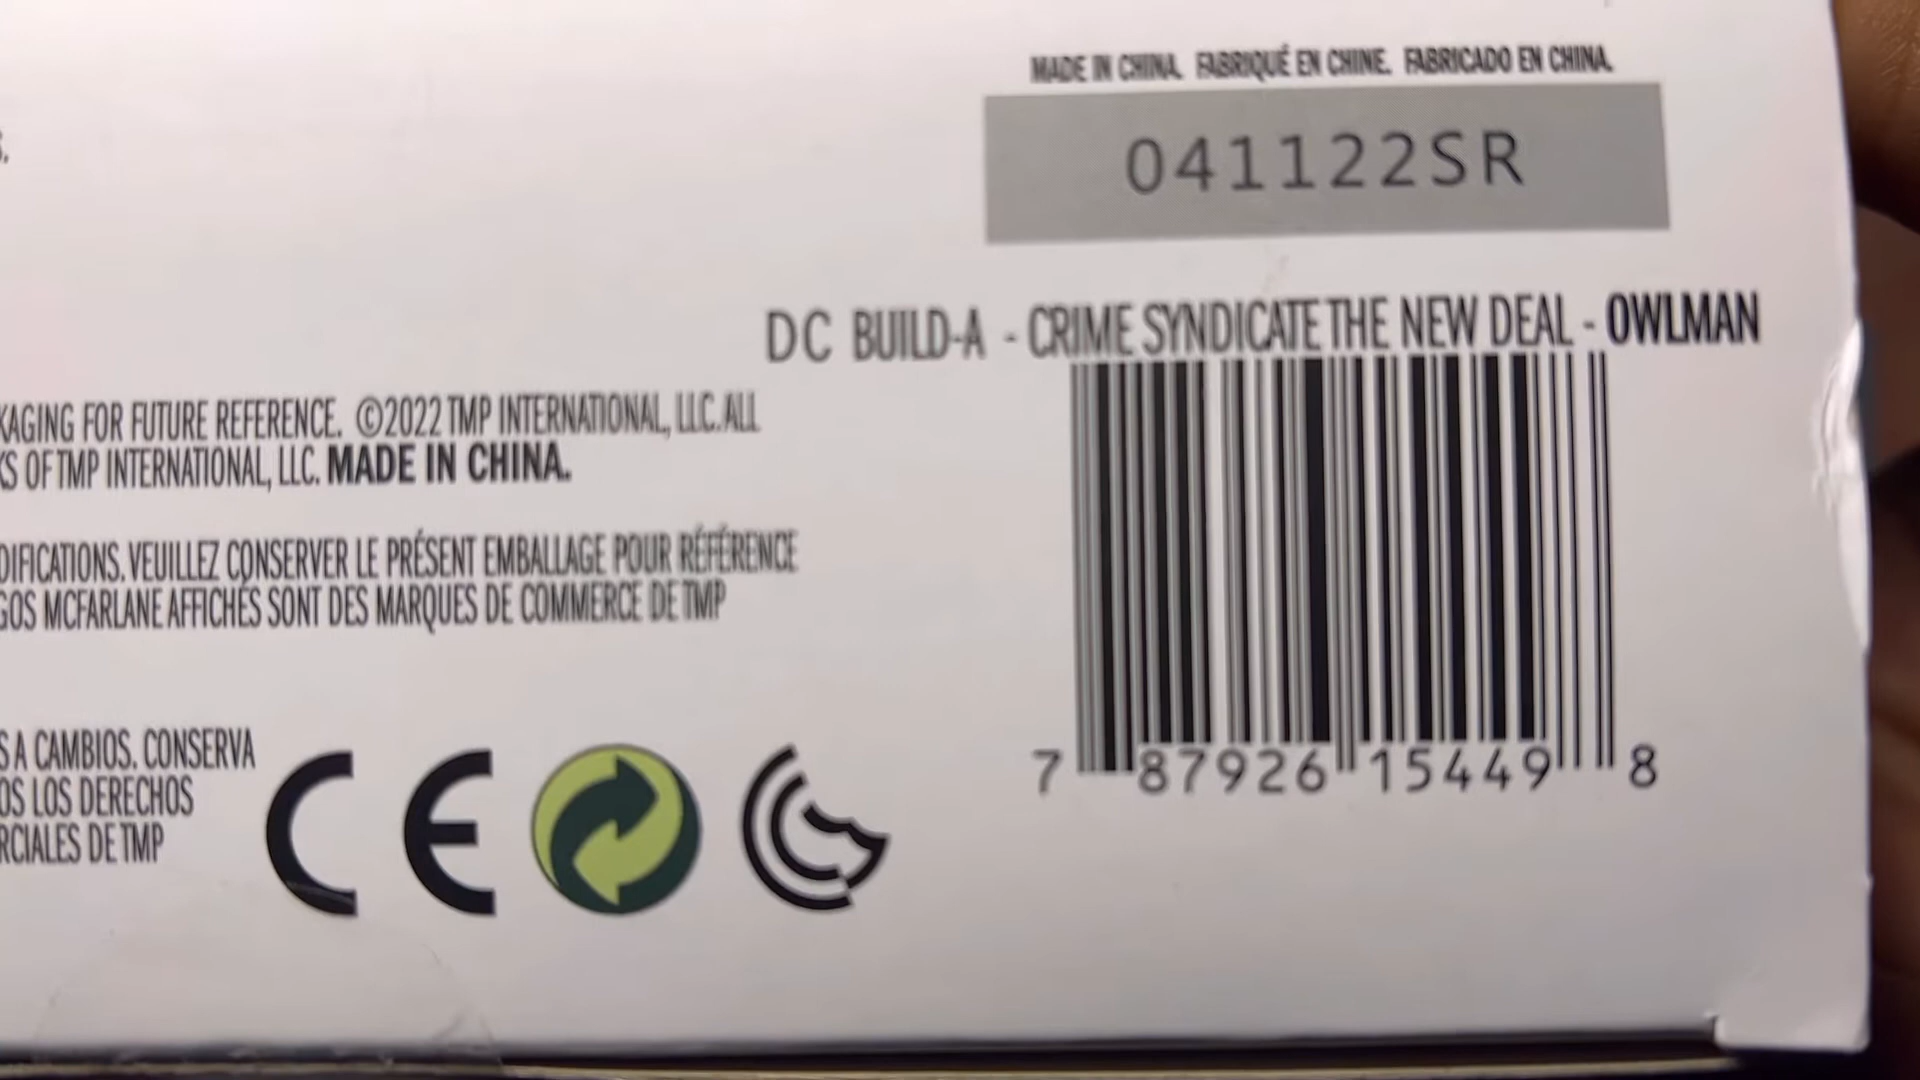 MADE IN CHINA. FABRIQUÉ EN CHINE. FABRICADO EN CHINA.
041122SR
DC BUILD-A - CRIME SYNDICATE THE NEW DEAL - OWLMAN
KAGING FOR FUTURE REFERENCE. ©2022 TMP INTERNATIONAL, LLC. ALL
KS OF TMP INTERNATIONAL, LLC. MADE IN CHINA.
DIFICATIONS. VEUILLEZ CONSERVER LE PRÉSENT EMBALLAGE POUR RÉFÉRENCE
GOS MCFARLANE AFFICHÉS SONT DES MARQUES DE COMMERCE DE TMP
S A CAMBIOS. CONSERVA
OS LOS DERECHOS
RCIALES DE TMP
CE
7 87926 15449 8